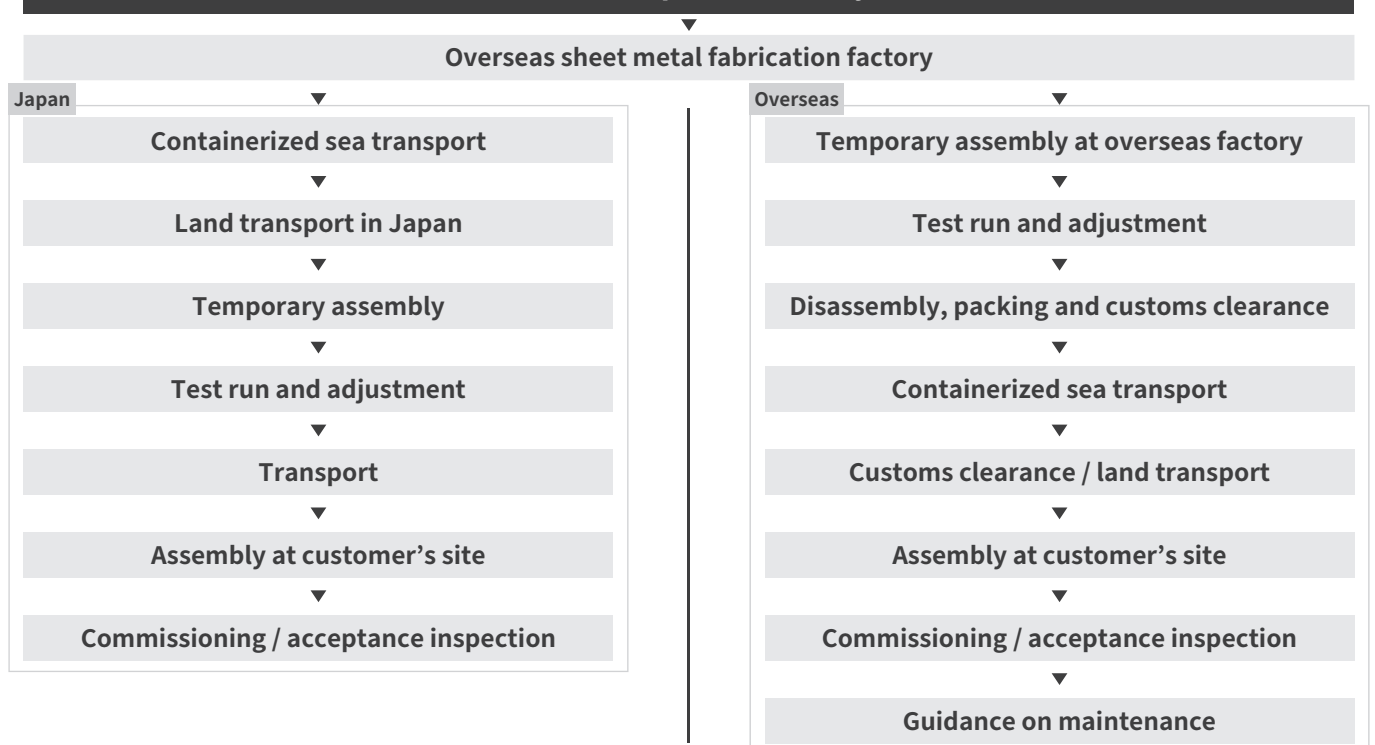 Overseas sheet metal fabrication factory
Japan
Containerized sea transport
Land transport in Japan
Temporary assembly
Test run and adjustment
Transport
Assembly at customer’s site
Commissioning / acceptance inspection
Overseas
Temporary assembly at overseas factory
Test run and adjustment
Disassembly, packing and customs clearance
Containerized sea transport
Customs clearance / land transport
Assembly at customer’s site
Commissioning / acceptance inspection
Guidance on maintenance